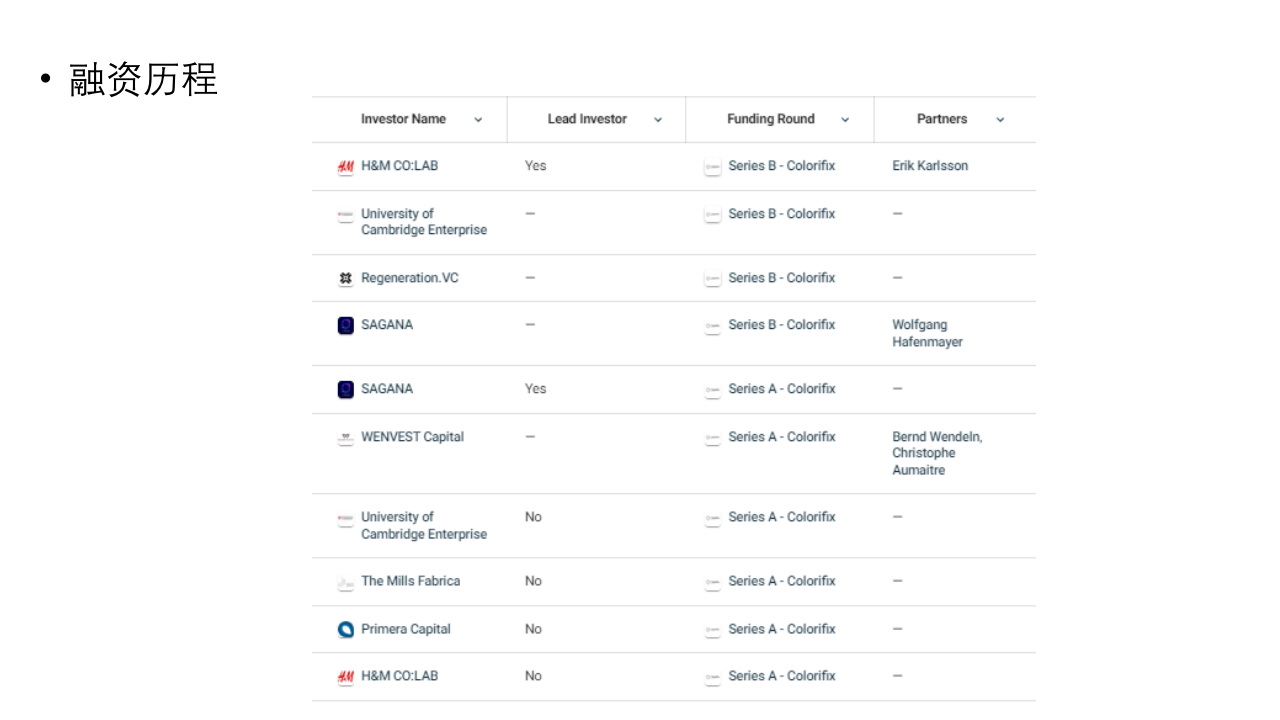 • 融资历程
Investor Name Lead Investor Funding Round Partners
H&M H&M CO:LAB Yes Series B - Colorifix Erik Karlsson
University of — Series B - Colorifix —
Cambridge Enterprise
Regeneration.VC — Series B - Colorifix —
SAGANA — Series B - Colorifix Wolfgang
Hafenmayer
SAGANA Yes Series A - Colorifix —
WENVEST Capital — Series A - Colorifix Bernd Wendeln,
Christophe
Aumaitre
University of No Series A - Colorifix —
Cambridge Enterprise
The Mills Fabrica No Series A - Colorifix —
Primera Capital No Series A - Colorifix —
H&M H&M CO:LAB No Series A - Colorifix —